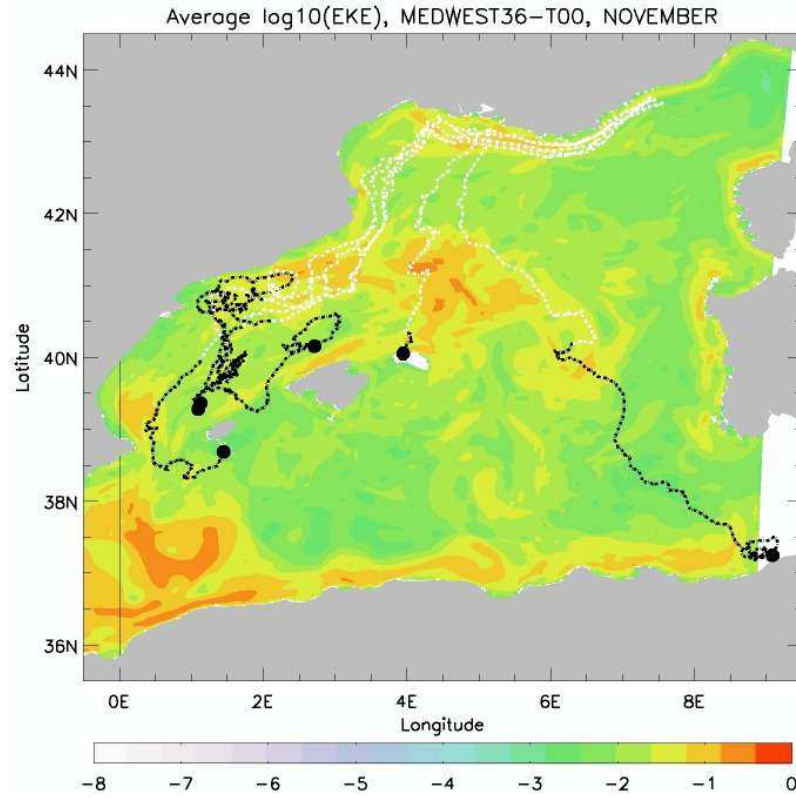 Average log10(EKE), MEDWEST36-T00, NOVEMBER
44N
42N
Latitude
40N
38N
36N
0E 2E 4E 6E 8E
Longitude
-8 -7 -6 -5 -4 -3 -2 -1 0